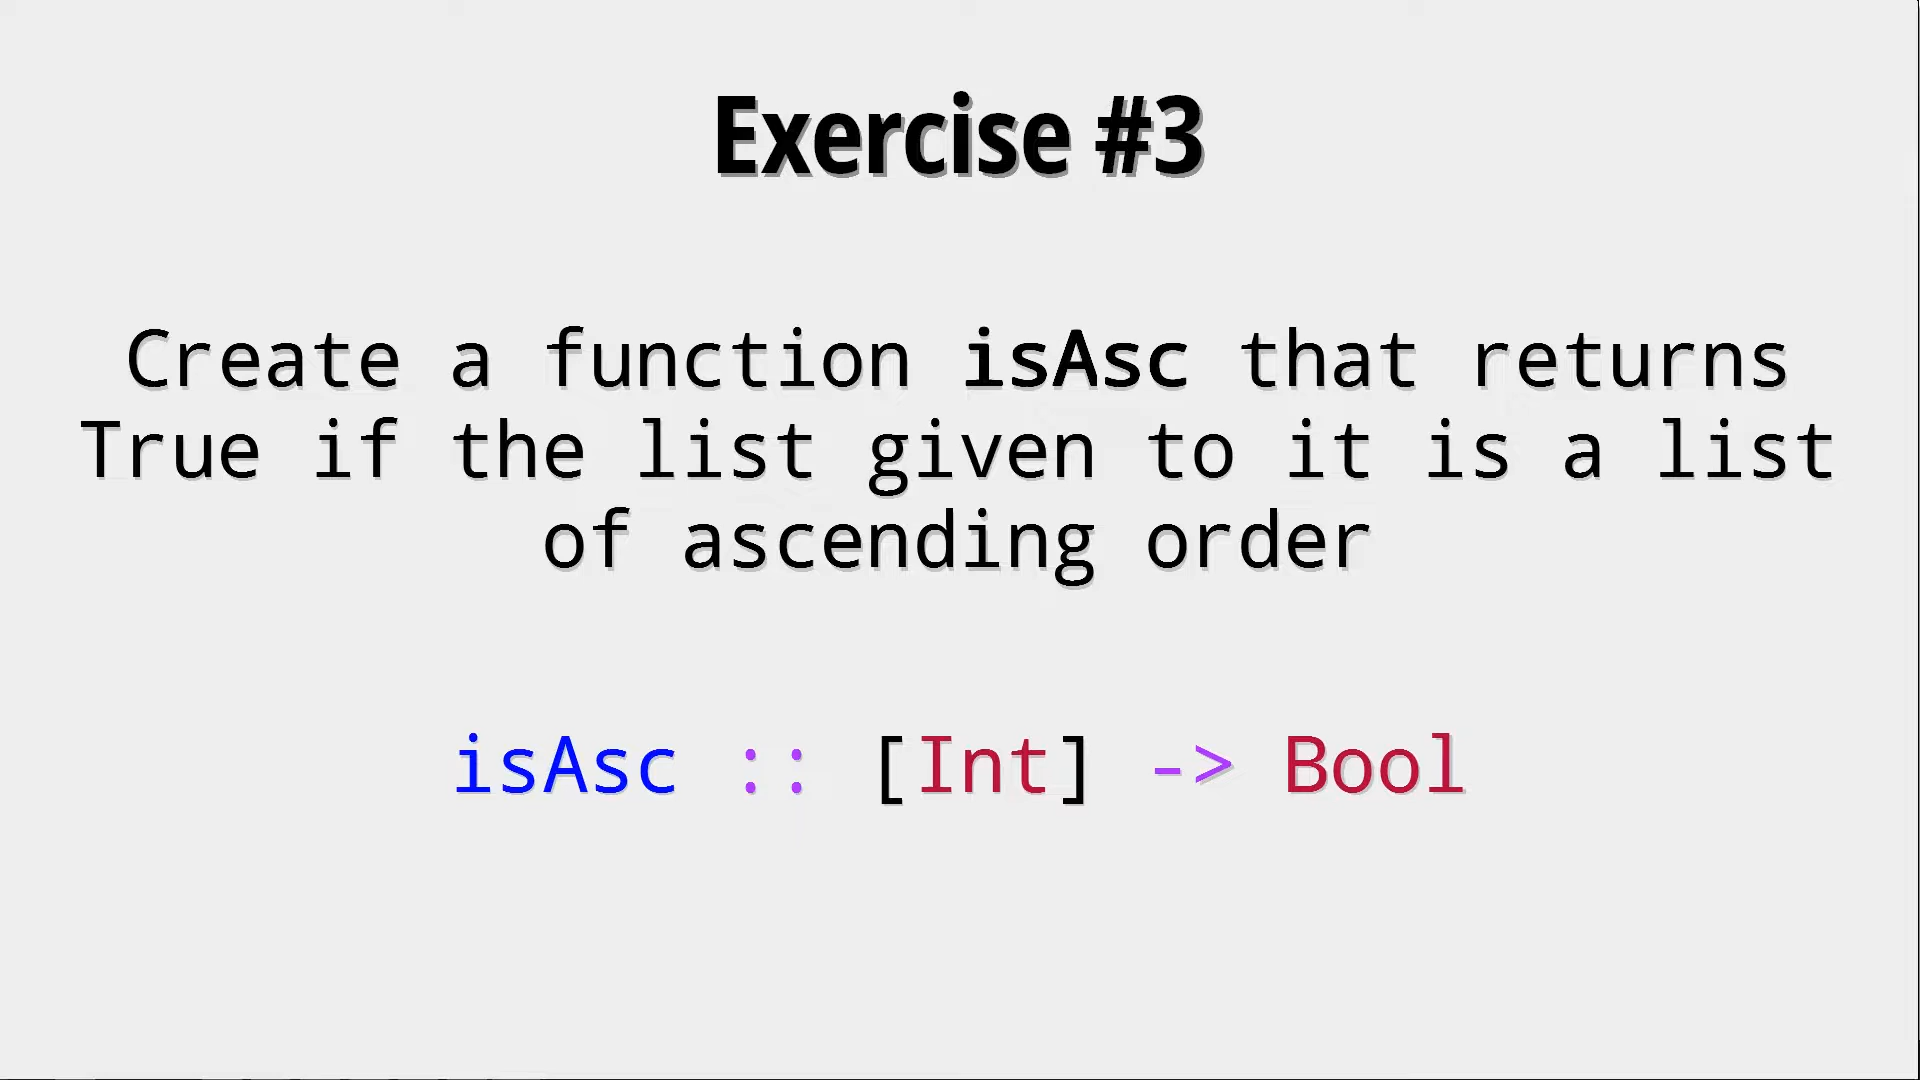 Exercise #3
Create a function isAsc that returns
True if the list given to it is a list
of ascending order
isAsc :: [Int] -> Bool